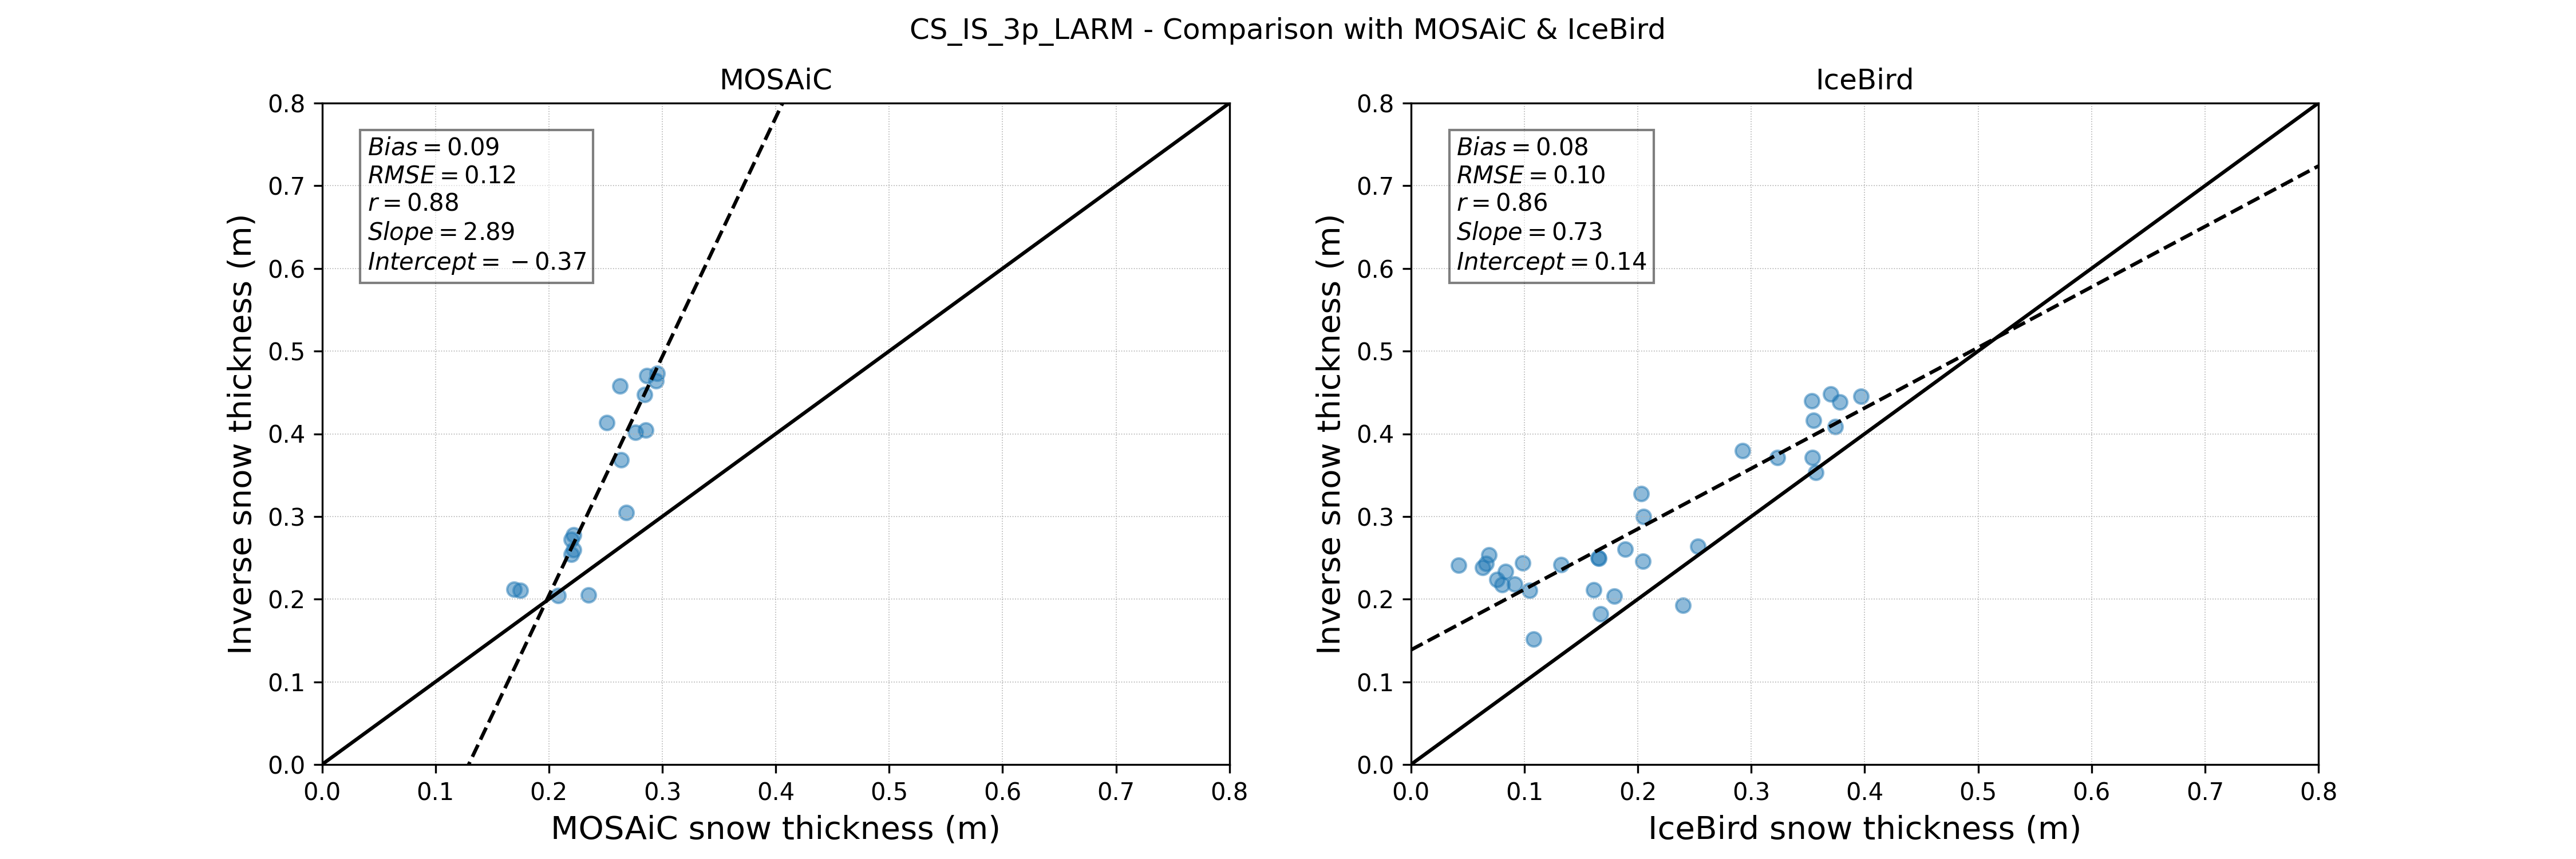 CS_IS_3p_LARM - Comparison with MOSAiC & IceBird
MOSAiC
Bias = 0.09
RMSE = 0.12
r = 0.88
Slope = 2.89
Intercept = − 0.37
Inverse snow thickness (m)
0.8
0.7
0.6
0.5
0.4
0.3
0.2
0.1
0.0
0.0 0.1 0.2 0.3 0.4 0.5 0.6 0.7 0.8
MOSAiC snow thickness (m)
IceBird
Bias = 0.08
RMSE = 0.10
r = 0.86
Slope = 0.73
Intercept = 0.14
Inverse snow thickness (m)
0.8
0.7
0.6
0.5
0.4
0.3
0.2
0.1
0.0
0.0 0.1 0.2 0.3 0.4 0.5 0.6 0.7 0.8
IceBird snow thickness (m)